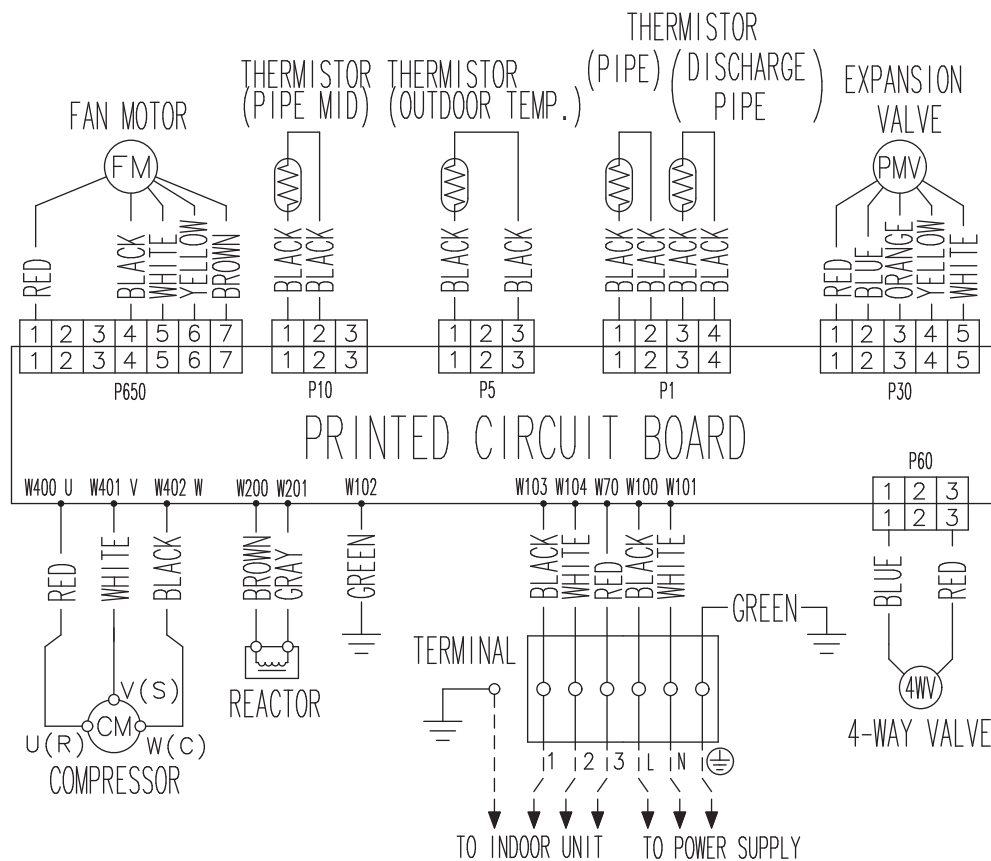 THERMISTOR
(PIPE) (DISCHARGE PIPE)
THERMISTOR (PIPE MID)
THERMISTOR (OUTDOOR TEMP.)
EXPANSION VALVE
FAN MOTOR
FM
PMV
RED BLACK WHITE YELLOW BROWN
BLACK BLACK
BLACK BLACK
BLACK BLACK BLACK BLACK
RED BLUE ORANGE YELLOW WHITE
1 2 3 4 5 6 7 1 2 3 1 2 3 1 2 3 4 1 2 3 4 5
1 2 3 4 5 6 7 1 2 3 1 2 3 1 2 3 4 1 2 3 4 5
P650 P10 P5 P1 P30
PRINTED CIRCUIT BOARD
P60
W400 U W401 V W402 W W200 W201 W102 W103 W104 W70 W100 W101
1 2 3
1 2 3
RED WHITE BLACK BROWN GRAY GREEN BLACK WHITE RED BLACK WHITE BLUE RED
GREEN
TERMINAL
V(S)
CM
U(R) W(C)
COMPRESSOR
REACTOR
4WV
4-WAY VALVE
1 2 3 L N
TO INDOOR UNIT TO POWER SUPPLY